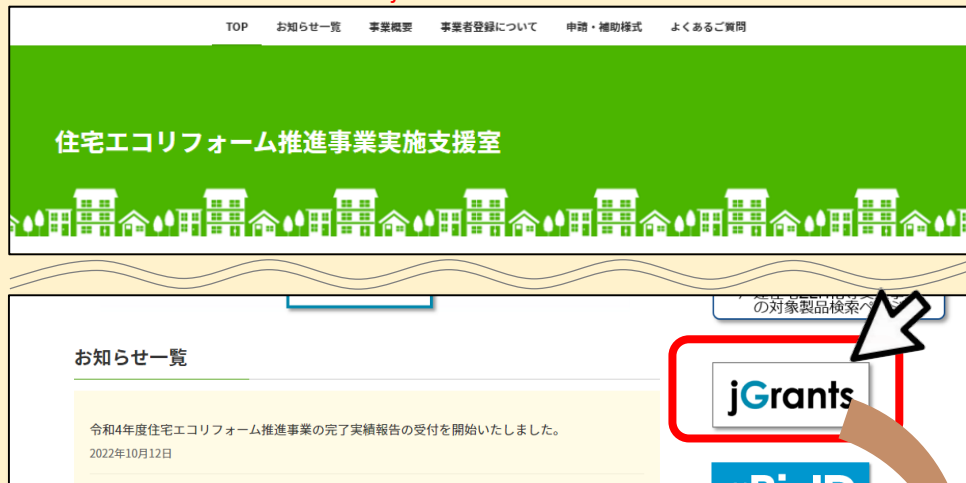 TOP お知らせ一覧 事業概要 事業者登録について 申請・補助様式 よくあるご質問
住宅エコリフォーム推進事業実施支援室
の対象製品検索ペ
お知らせ一覧
jGrants
令和4年度住宅エコリフォーム推進事業の完了実績報告の受付を開始いたしました。
2022年10月12日